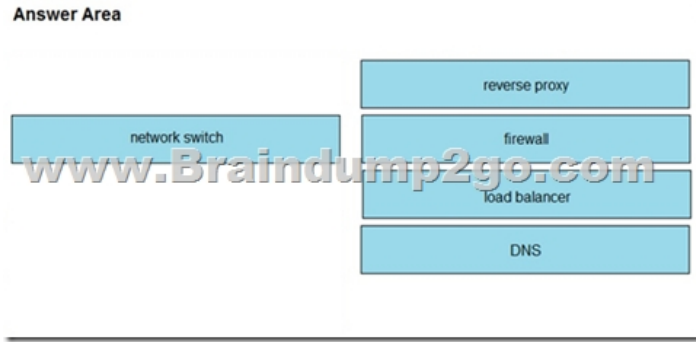 Answer Area
reverse proxy
network switch
firewall
www.Braindump2go.com
load balancer
DNS